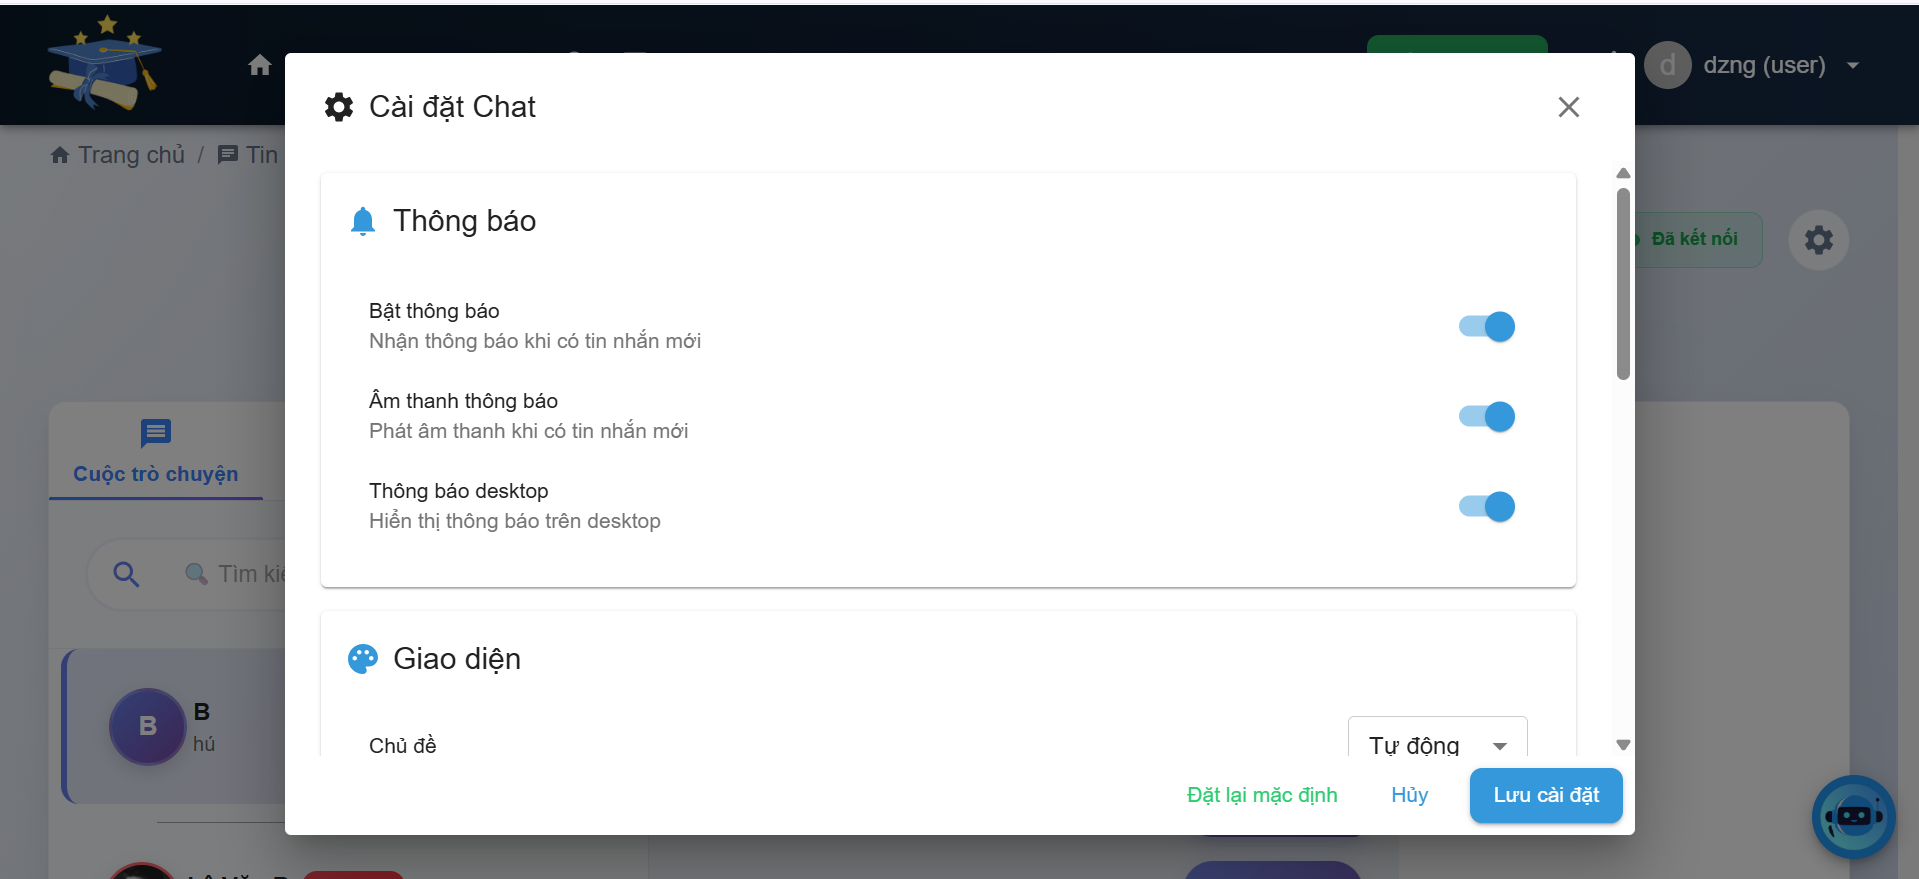 d dzng (user)
Trang chủ / Tin
Cài đặt Chat
Thông báo
Đã kết nối
Bật thông báo
Nhận thông báo khi có tin nhắn mới
Âm thanh thông báo
Phát âm thanh khi có tin nhắn mới
Cuộc trò chuyện
Thông báo desktop
Hiển thị thông báo trên desktop
Tìm
Giao diện
B B
hú
Chủ đề
Tự động
Đặt lại mặc định
Hủy
Lưu cài đặt